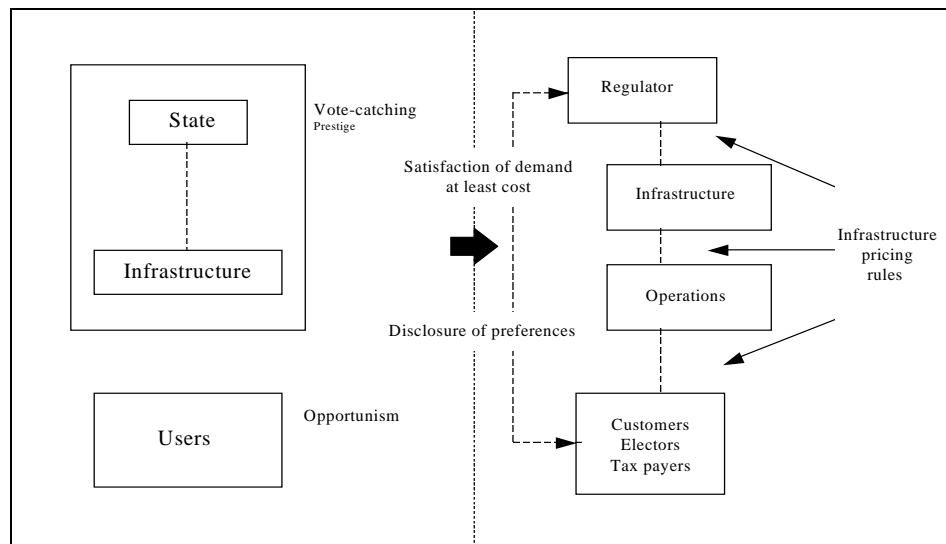 State
Vote-catching
Prestige
Infrastructure
Users
Opportunism
Regulator
Satisfaction of demand
at least cost
Infrastructure
Infrastructure
pricing
rules
Operations
Disclosure of preferences
Customers
Electors
Tax payers